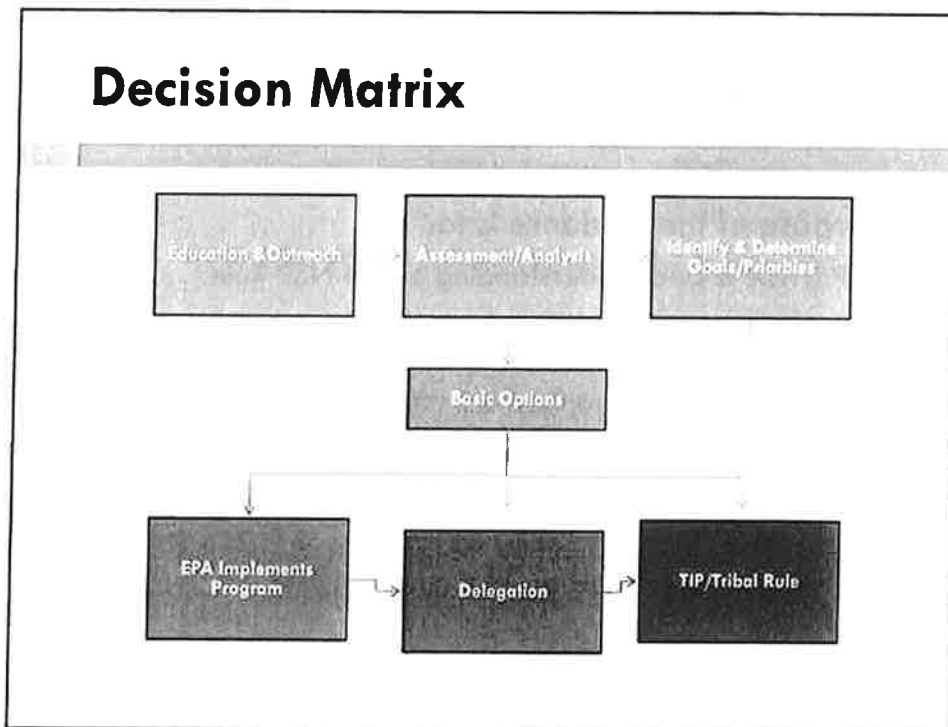 Decision Matrix
Education & Outreach
Assessment/Analysis
Identify & Determine
Goals/Priorities
Basic Options
EPA Implements
Program
Delegation
TIP/Tribal Rule